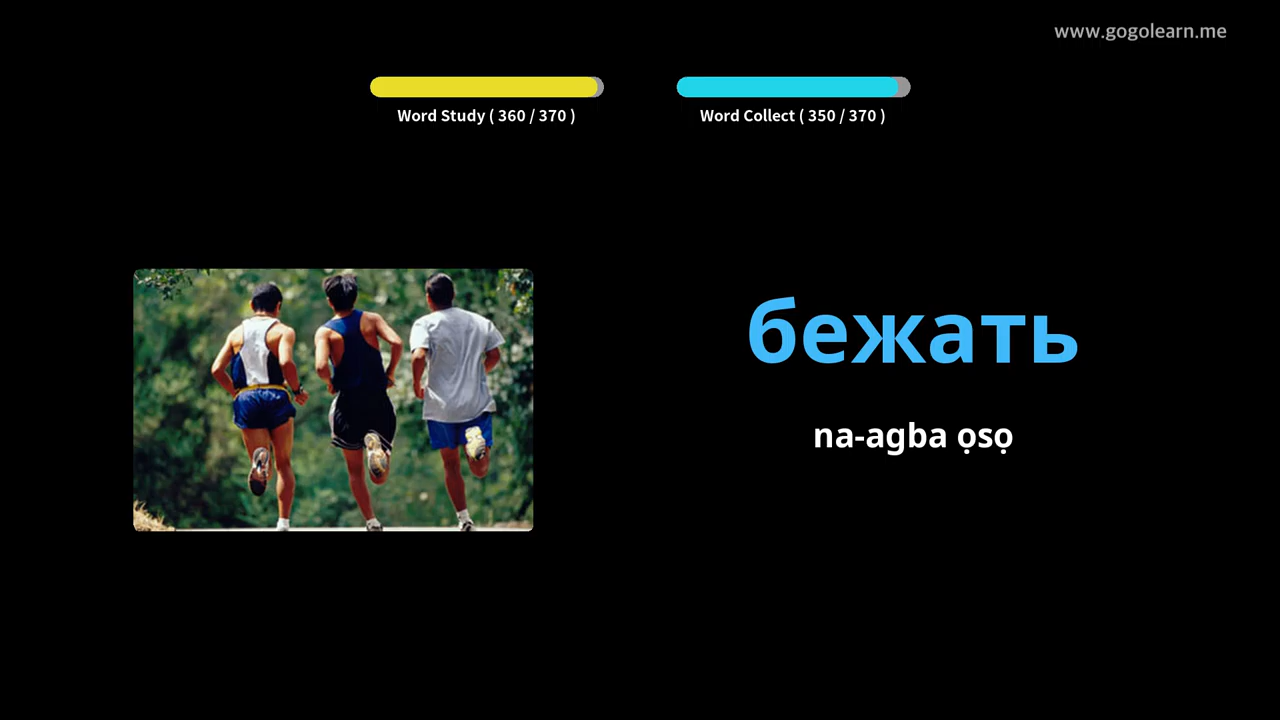 www.gogolearn.me
Word Study ( 360 / 370 )
Word Collect ( 350 / 370 )
бежать
na-agba ọsọ